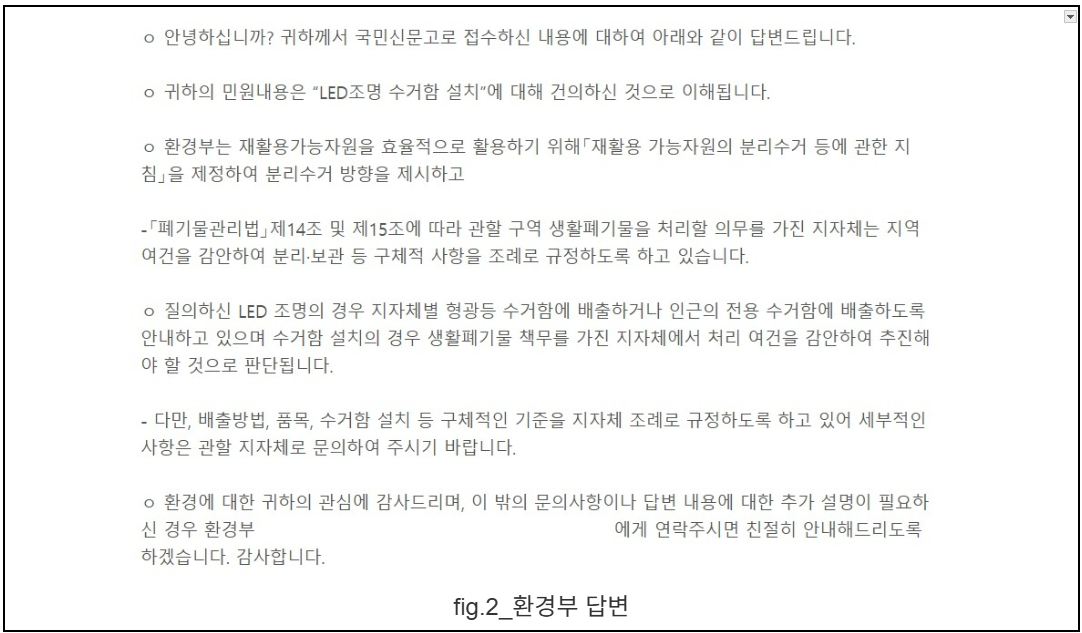 ㅇ 안녕하십니까? 귀하께서 국민신문고로 접수하신 내용에 대하여 아래와 같이 답변드립니다.
ㅇ 귀하의 민원내용은 “LED조명 수거함 설치”에 대해 건의하신 것으로 이해됩니다.
ㅇ 환경부는 재활용가능자원을 효율적으로 활용하기 위해「재활용 가능자원의 분리수거 등에 관한 지
침」을 제정하여 분리수거 방향을 제시하고
-「폐기물관리법」제14조 및 제15조에 따라 관할 구역 생활폐기물을 처리할 의무를 가진 지자체는 지역
여건을 감안하여 분리·보관 등 구체적 사항을 조례로 규정하도록 하고 있습니다.
ㅇ 질의하신 LED 조명의 경우 지자체별 형광등 수거함에 배출하거나 인근의 전용 수거함에 배출하도록
안내하고 있으며 수거함 설치의 경우 생활폐기물 책무를 가진 지자체에서 처리 여건을 감안하여 추진해
야 할 것으로 판단됩니다.
- 다만, 배출방법, 품목, 수거함 설치 등 구체적인 기준을 지자체 조례로 규정하도록 하고 있어 세부적인
사항은 관할 지자체로 문의하여 주시기 바랍니다.
ㅇ 환경에 대한 귀하의 관심에 감사드리며, 이 밖의 문의사항이나 답변 내용에 대한 추가 설명이 필요하
신 경우 환경부 에게 연락주시면 친절히 안내해드리도록
하겠습니다. 감사합니다.
fig.2_환경부 답변